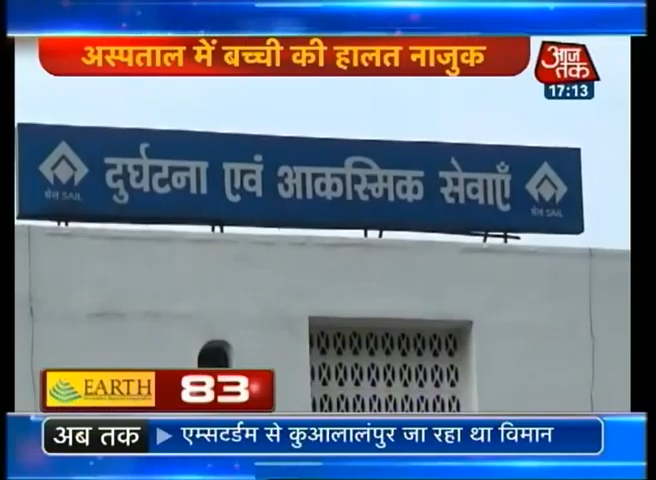 अस्पताल में बच्ची की हालत नाजुक
आज तक
17:13
सेल SAIL
दुर्घटना एवं आकस्मिक सेवाएँ
सेल SAIL
EARTH
83
अब तक
एम्सटर्डम से कुआलालंपुर जा रहा था विमान